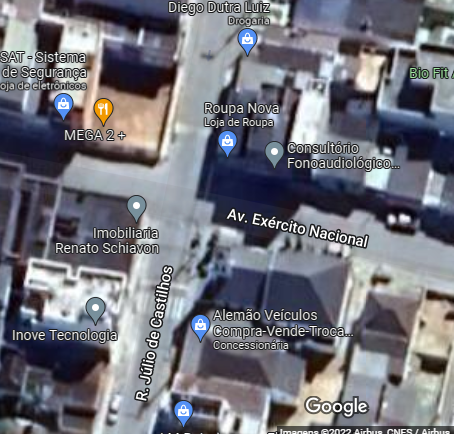 Diego Dutra Luiz
Drogaria
SAT - Sistema
de Segurança
oja de eletrônicos
Bio Fit
MEGA 2 +
Roupa Nova
Loja de Roupa
Consultório
Fonoaudiológico...
Av. Exército Nacional
Imobiliaria
Renato Schiavon
R. Júlio de Castilhos
Inove Tecnologia
Alemão Veículos
Compra-Vende-Troca...
Concessionária
Google
Imagens ©2022 Airbus, CNES / Airbus